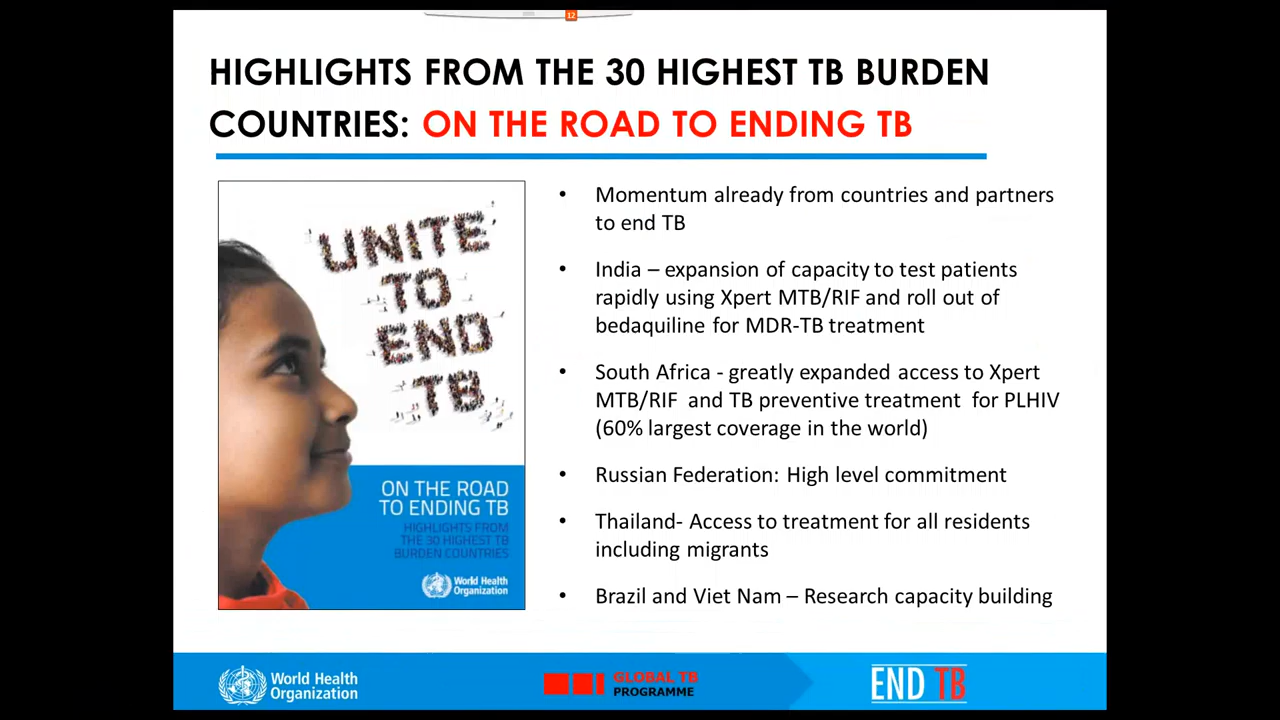 12
HIGHLIGHTS FROM THE 30 HIGHEST TB BURDEN
COUNTRIES: ON THE ROAD TO ENDING TB
UNITE
TO
END
TB
ON THE ROAD
TO ENDING TB
HIGHLIGHTS FROM
THE 30 HIGHEST TB
BURDEN COUNTRIES
World Health
Organization
• Momentum already from countries and partners
to end TB
• India – expansion of capacity to test patients
rapidly using Xpert MTB/RIF and roll out of
bedaquiline for MDR-TB treatment
• South Africa - greatly expanded access to Xpert
MTB/RIF and TB preventive treatment for PLHIV
(60% largest coverage in the world)
• Russian Federation: High level commitment
• Thailand- Access to treatment for all residents
including migrants
• Brazil and Viet Nam – Research capacity building
World Health
Organization
GLOBAL TB
PROGRAMME
END TB